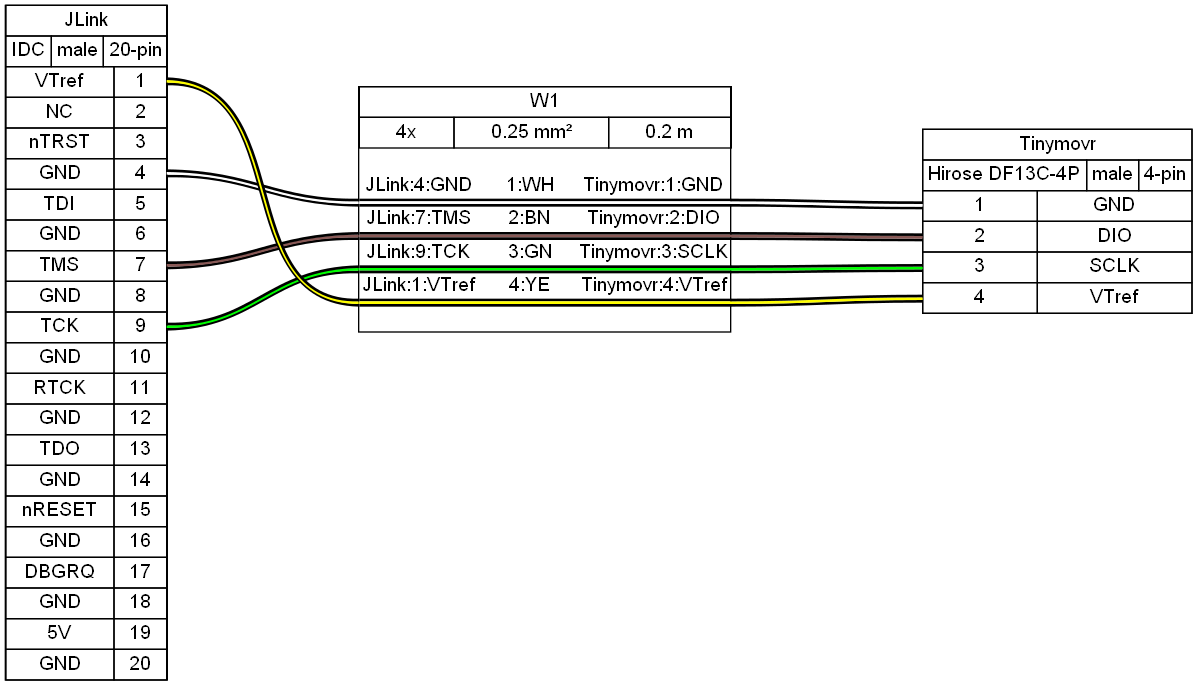 JLink
IDC male 20-pin
VTref 1
NC 2
nTRST 3
GND 4
TDI 5
GND 6
TMS 7
GND 8
TCK 9
GND 10
RTCK 11
GND 12
TDO 13
GND 14
nRESET 15
GND 16
DBGRQ 17
GND 18
5V 19
GND 20
W1
4x 0.25 mm² 0.2 m
JLink:4:GND 1:WH Tinymovr:1:GND
JLink:7:TMS 2:BN Tinymovr:2:DIO
JLink:9:TCK 3:GN Tinymovr:3:SCLK
JLink:1:VTref 4:YE Tinymovr:4:VTref
Tinymovr
Hirose DF13C-4P male 4-pin
1 GND
2 DIO
3 SCLK
4 VTref